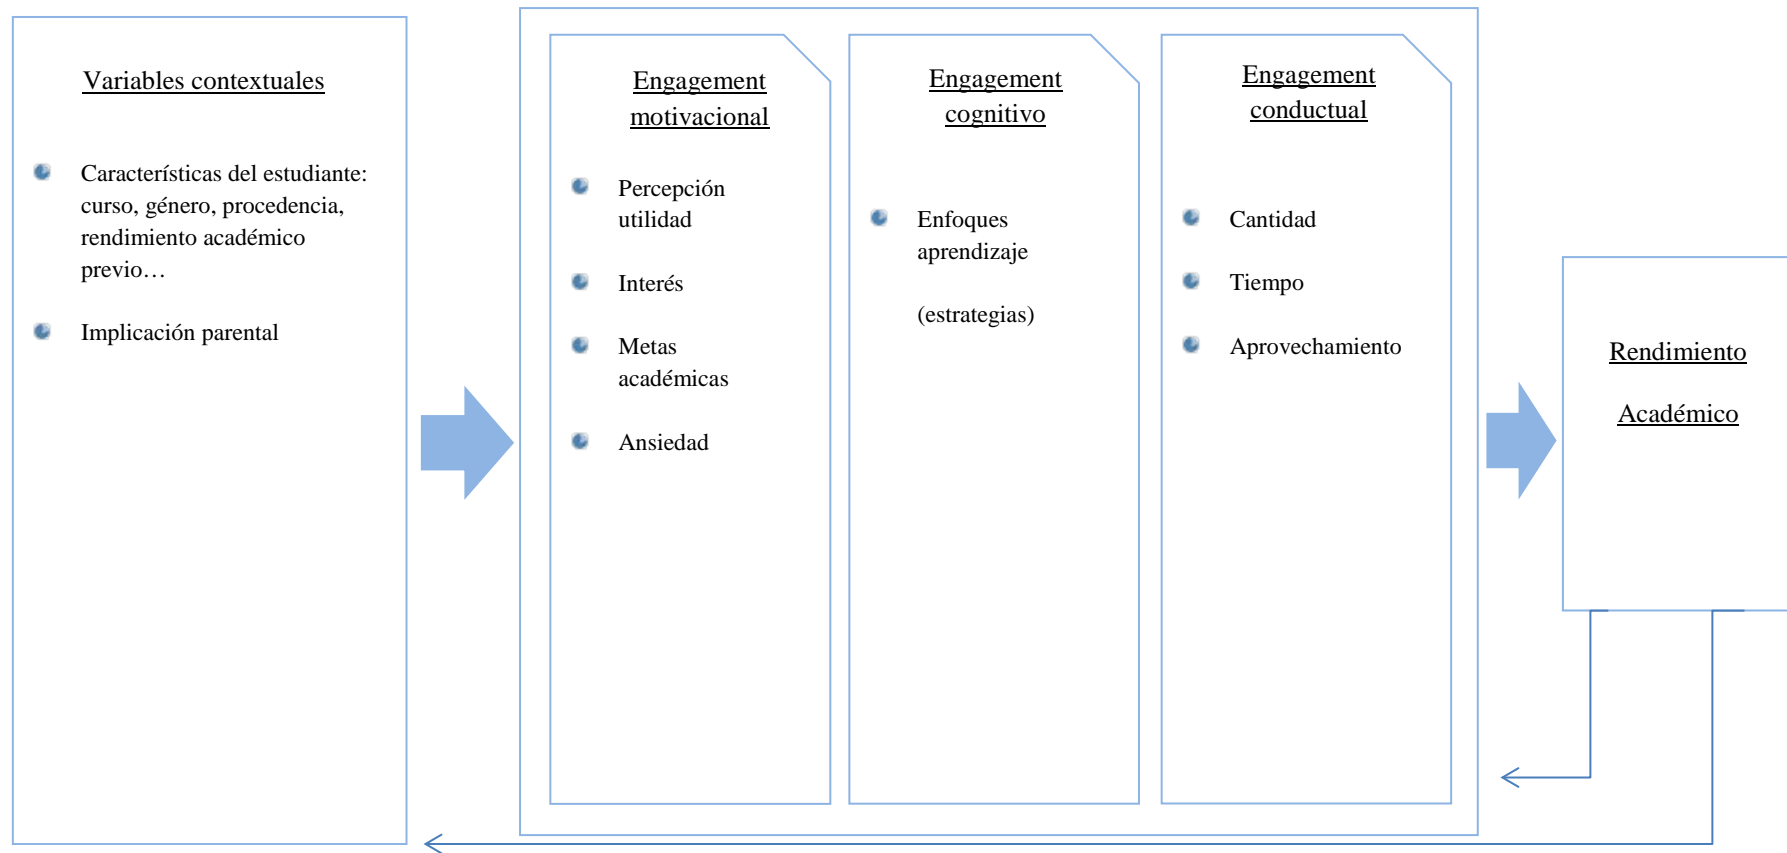 Variables contextuales
Características del estudiante:
curso, género, procedencia,
rendimiento académico
previo…
Implicación parental
Engagement
motivacional
Percepción
utilidad
Interés
Metas
académicas
Ansiedad
Engagement
cognitivo
Enfoques
aprendizaje
(estrategias)
Engagement
conductual
Cantidad
Tiempo
Aprovechamiento
Rendimiento
Académico